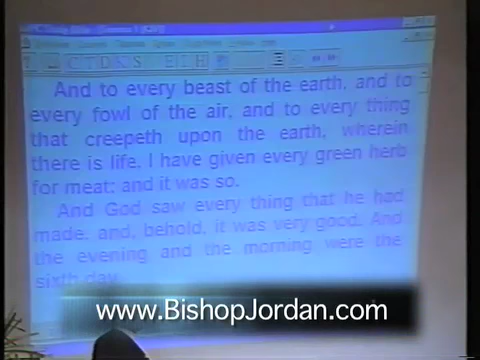 C T D K S E L H
And to every beast of the earth, and to
every fowl of the air, and to every thing
that creepeth upon the earth, wherein
there is life, I have given every green herb
for meat: and it was so.
And God saw every thing that he had
made, and, behold, it was very good. And
the evening and the morning were the
sixth day.
www.BishopJordan.com